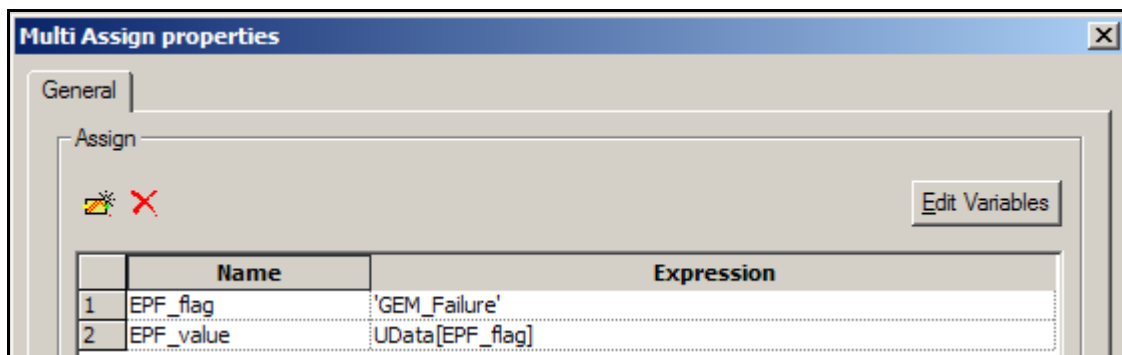 Multi Assign properties
General
Assign
Edit Variables
Name Expression
1 EPF_flag 'GEM_Failure'
2 EPF_value UData[EPF_flag]